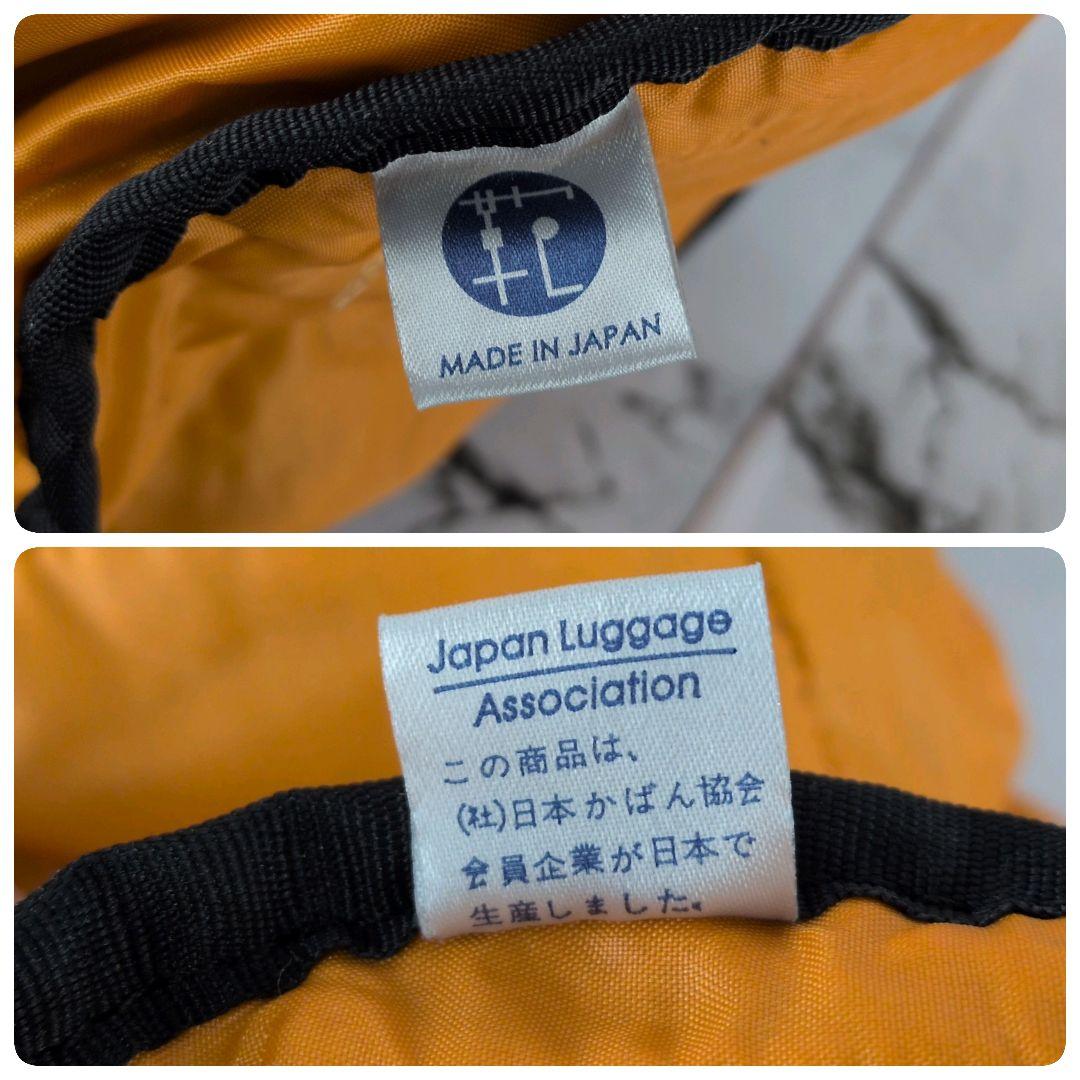 MADE IN JAPAN
Japan Luggage
Association
この商品は、
(社)日本かばん協会
会員企業が日本で
生産しました。